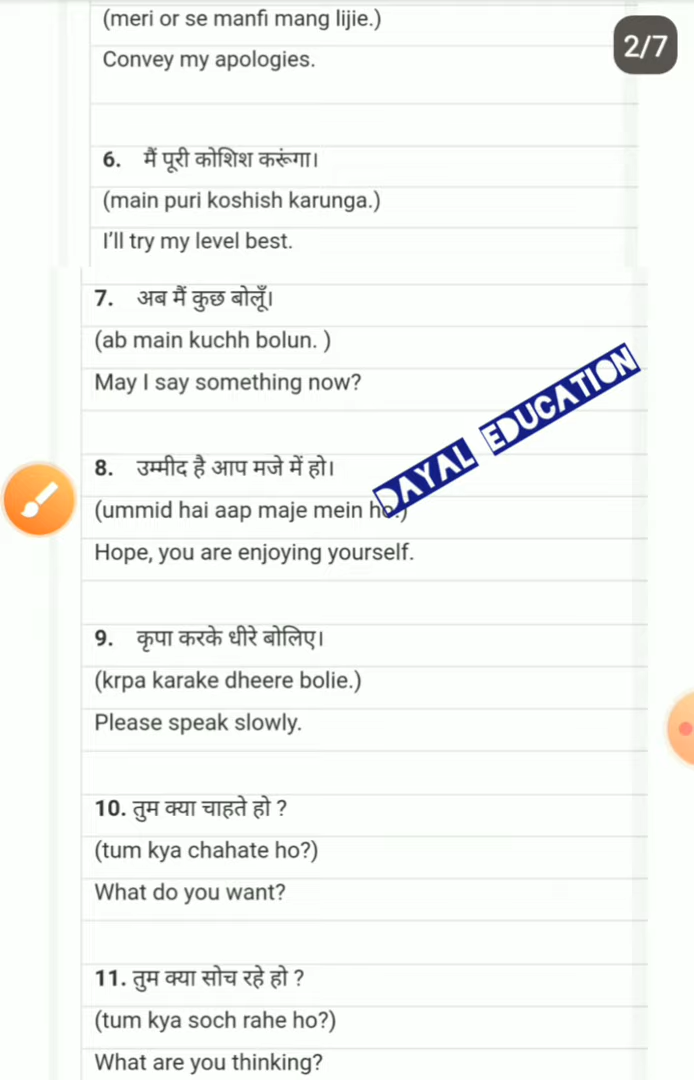 (meri or se manfi mang lijie.)
2/7
Convey my apologies.
6. मैं पूरी कोशिश करूंगा।
(main puri koshish karunga.)
I'll try my level best.
7. अब मैं कुछ बोलूँ।
(ab main kuchh bolun. )
May I say something now?
DAYAL EDUCATION
8. उम्मीद है आप मजे में हो।
(ummid hai aap maje mein ho.)
Hope, you are enjoying yourself.
9. कृपा करके धीरे बोलिए।
(krpa karake dheere bolie.)
Please speak slowly.
10. तुम क्या चाहते हो ?
(tum kya chahate ho?)
What do you want?
11. तुम क्या सोच रहे हो ?
(tum kya soch rahe ho?)
What are you thinking?